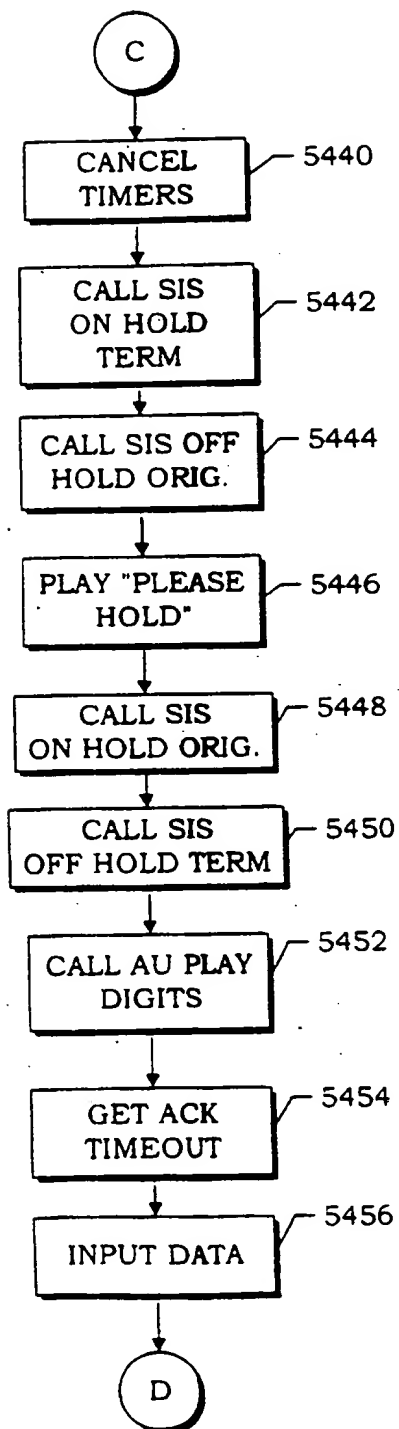 C
CANCEL
TIMERS
5440
CALL SIS
ON HOLD
TERM
5442
CALL SIS OFF
HOLD ORIG.
5444
PLAY "PLEASE
HOLD"
5446
CALL SIS
ON HOLD ORIG.
5448
CALL SIS
OFF HOLD TERM
5450
CALL AU PLAY
DIGITS
5452
GET ACK
TIMEOUT
5454
INPUT DATA
5456
D